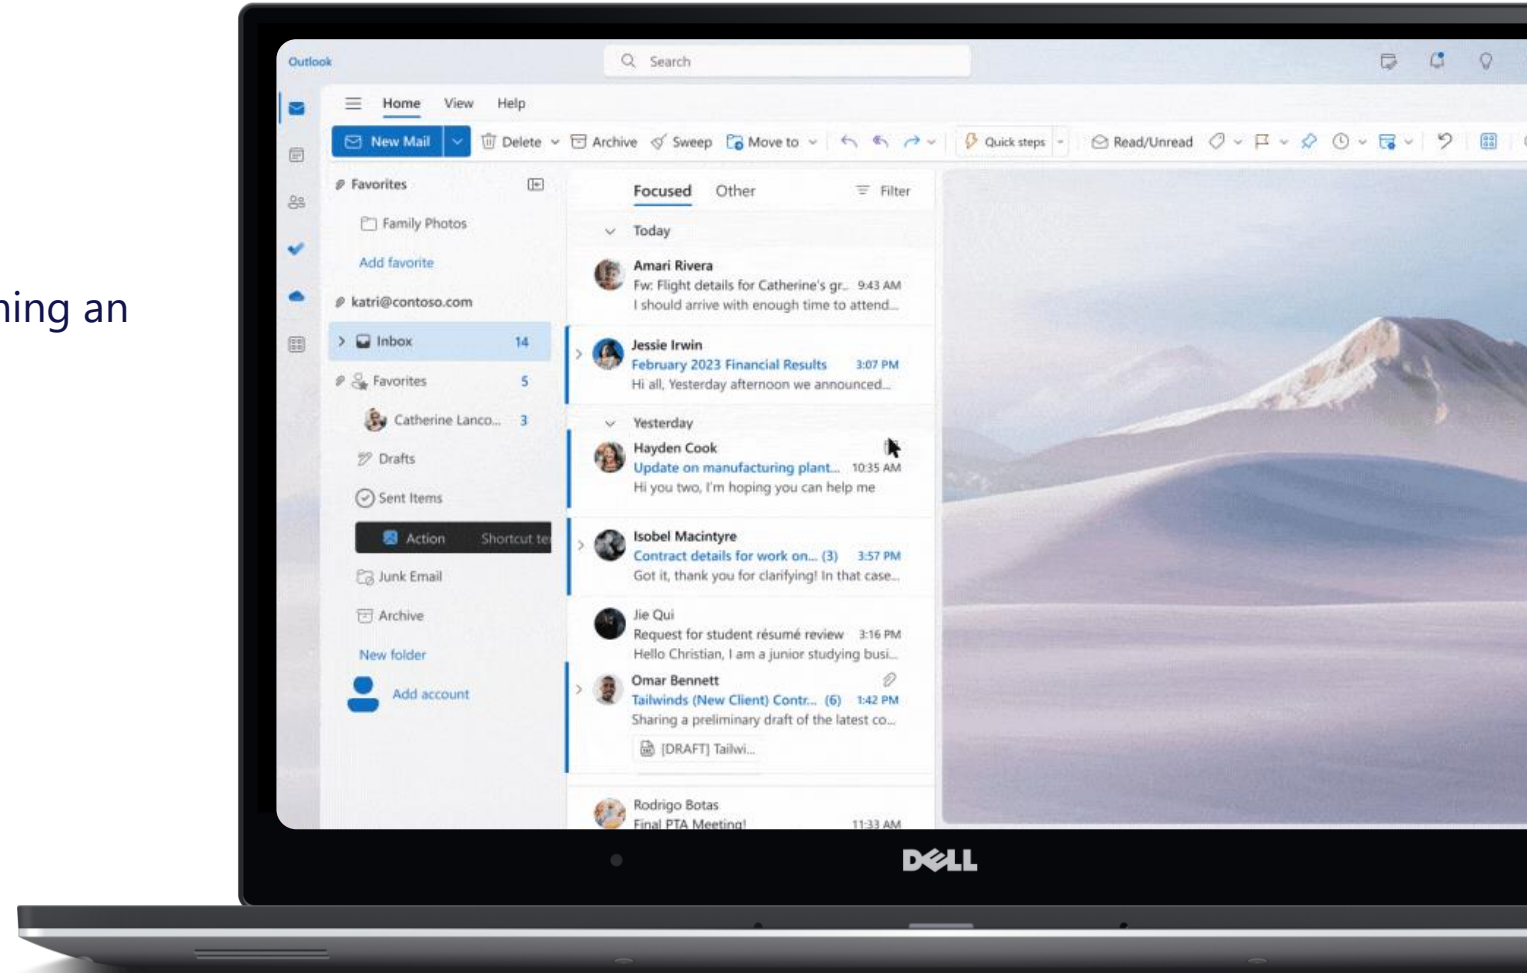 ning an
Outlook
Search
Home View Help
New Mail Delete Archive Sweep Move to Quick steps Read/Unread
Favorites
Family Photos
Add favorite
katri@contoso.com
Inbox 14
Favorites 5
Catherine Lanco... 3
Drafts
Sent Items
Action Shortcut te
Junk Email
Archive
New folder
Add account
Focused Other Filter
Today
Amari Rivera
Fw: Flight details for Catherine's gr... 9:43 AM
I should arrive with enough time to attend...
Jessie Irwin
February 2023 Financial Results 3:07 PM
Hi all, Yesterday afternoon we announced...
Yesterday
Hayden Cook
Update on manufacturing plant... 10:35 AM
Hi you two, I'm hoping you can help me
Isobel Macintyre
Contract details for work on... (3) 3:57 PM
Got it, thank you for clarifying! In that case...
Jie Qui
Request for student résumé review 3:16 PM
Hello Christian, I am a junior studying busi...
Omar Bennett
Tailwinds (New Client) Contr... (6) 1:42 PM
Sharing a preliminary draft of the latest co...
[DRAFT] Tailwi...
Rodrigo Botas
Final PTA Meeting! 11:33 AM
DELL